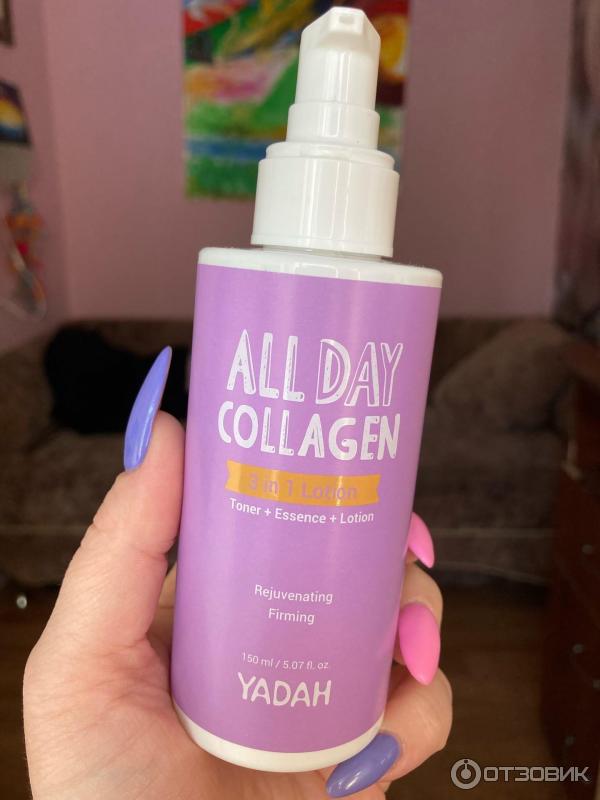 ALL DAY
COLLAGEN
3 in 1 Lotion
Toner + Essence + Lotion
Rejuvenating
Firming
150 ml / 5.07 fl. oz.
YADAH
ОТЗОВИК